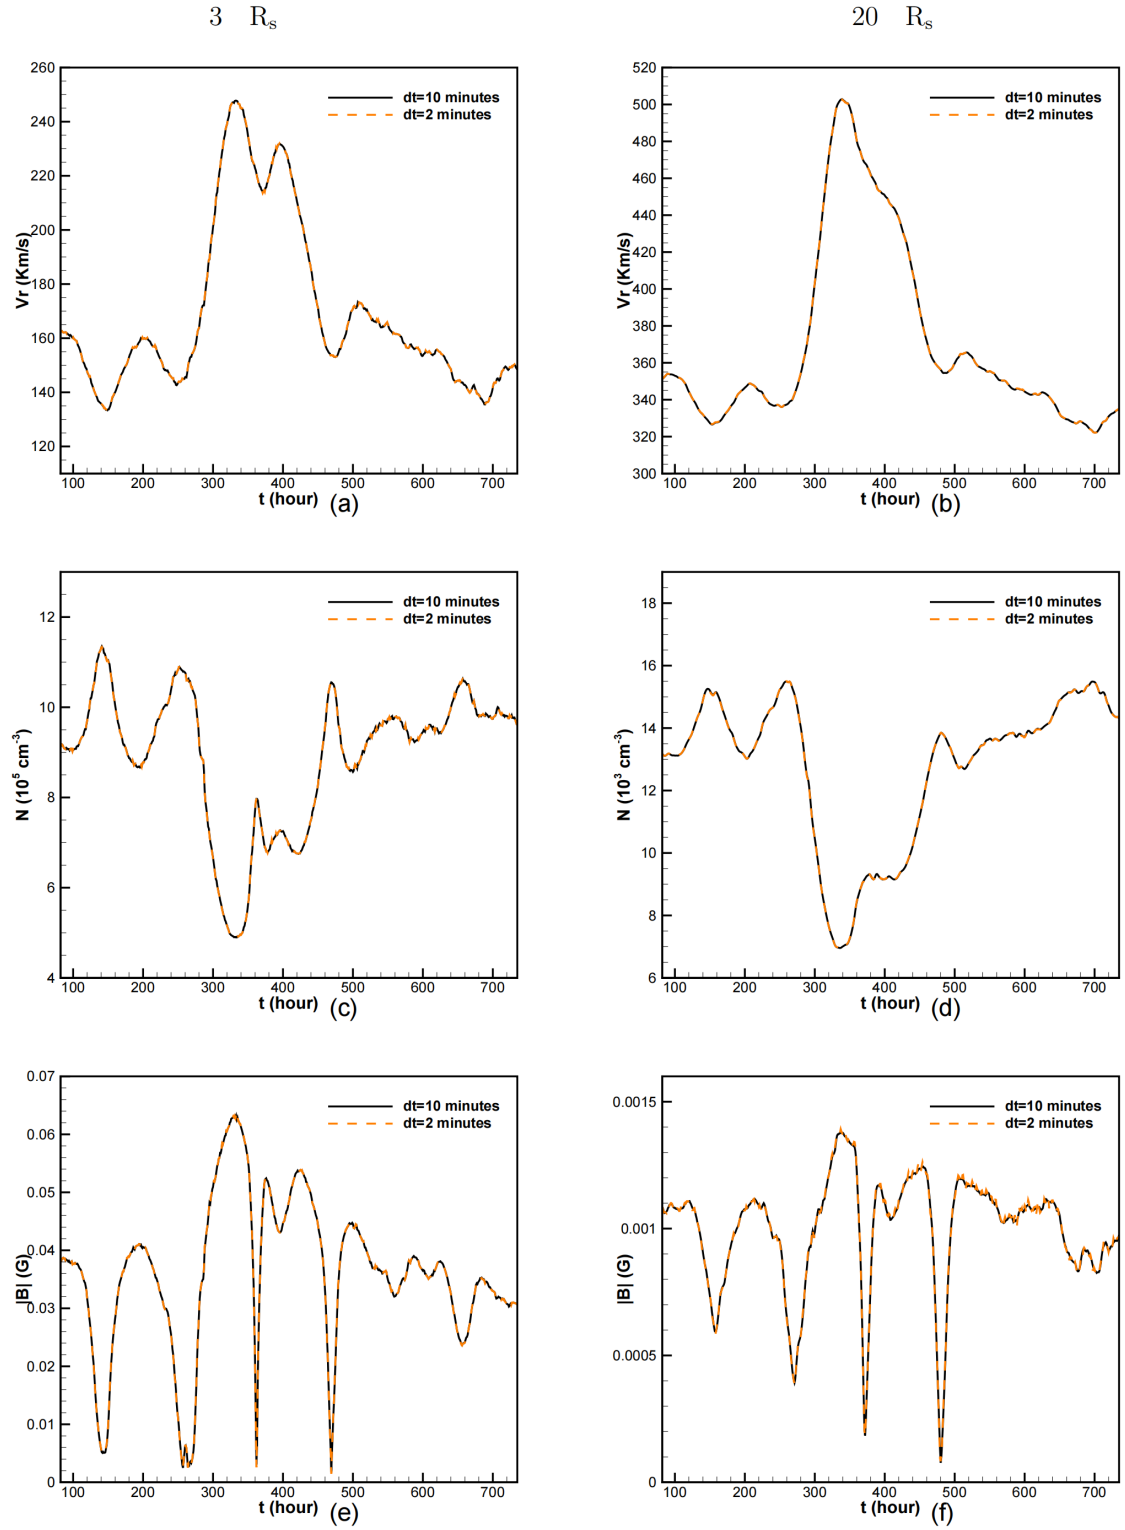 3 Rs 20 Rs
260
240
220
200
180
160
140
120
Vr (Km/s)
dt=10 minutes
dt=2 minutes
100 200 300 400 500 600 700
t (hour) (a)
520
500
480
460
440
420
400
380
360
340
320
300
Vr (Km/s)
dt=10 minutes
dt=2 minutes
100 200 300 400 500 600 700
t (hour) (b)
12
10
8
6
4
N (10⁵ cm⁻³)
dt=10 minutes
dt=2 minutes
100 200 300 400 500 600 700
t (hour) (c)
18
16
14
12
10
8
6
N (10³ cm⁻³)
dt=10 minutes
dt=2 minutes
100 200 300 400 500 600 700
t (hour) (d)
0.07
0.06
0.05
0.04
0.03
0.02
0.01
0
|B| (G)
dt=10 minutes
dt=2 minutes
100 200 300 400 500 600 700
t (hour) (e)
0.0015
0.001
0.0005
0
|B| (G)
dt=10 minutes
dt=2 minutes
100 200 300 400 500 600 700
t (hour) (f)